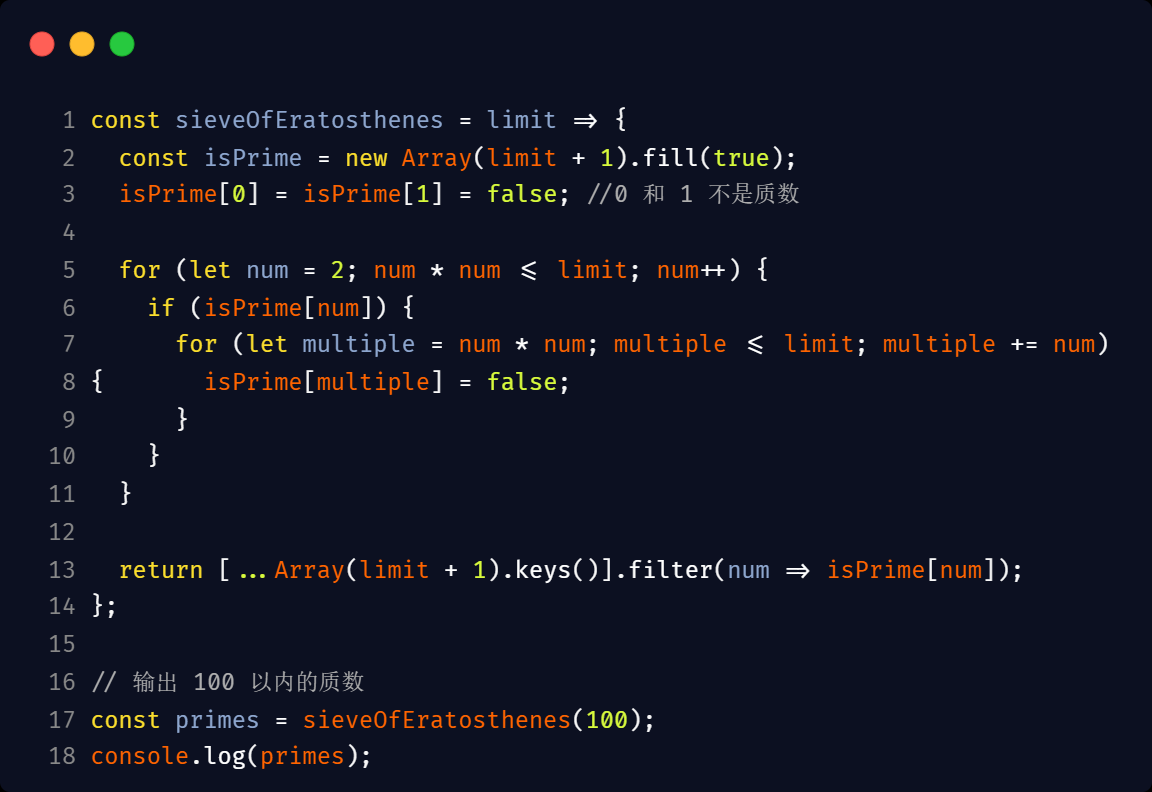 1 const sieveOfEratosthenes = limit => {
2   const isPrime = new Array(limit + 1).fill(true);
3   isPrime[0] = isPrime[1] = false; //0 和 1 不是质数
4
5   for (let num = 2; num * num <= limit; num++) {
6     if (isPrime[num]) {
7       for (let multiple = num * num; multiple <= limit; multiple += num)
8 {       isPrime[multiple] = false;
9       }
10     }
11   }
12
13   return [...Array(limit + 1).keys()].filter(num => isPrime[num]);
14 };
15
16 // 输出 100 以内的质数
17 const primes = sieveOfEratosthenes(100);
18 console.log(primes);